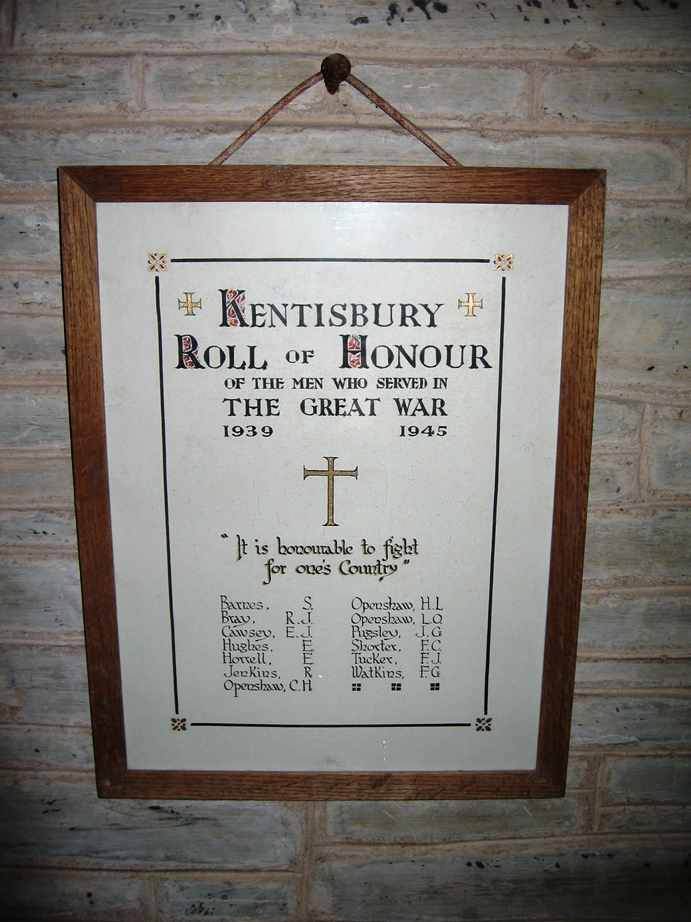 KENTISBURY
ROLL OF HONOUR
OF THE MEN WHO SERVED IN
THE GREAT WAR
1939 1945
"It is honourable to fight
for one's Country"
Barnes, S. Openshaw, H.L
Bray, R.J. Openshaw, L.O
Cawsey, E.J. Pugsley, J.G
Hughes, E Shorter, F.C
Horrell, E Tucker, F.J
Jenkins, R Watkins, F.G
Openshaw, C.H